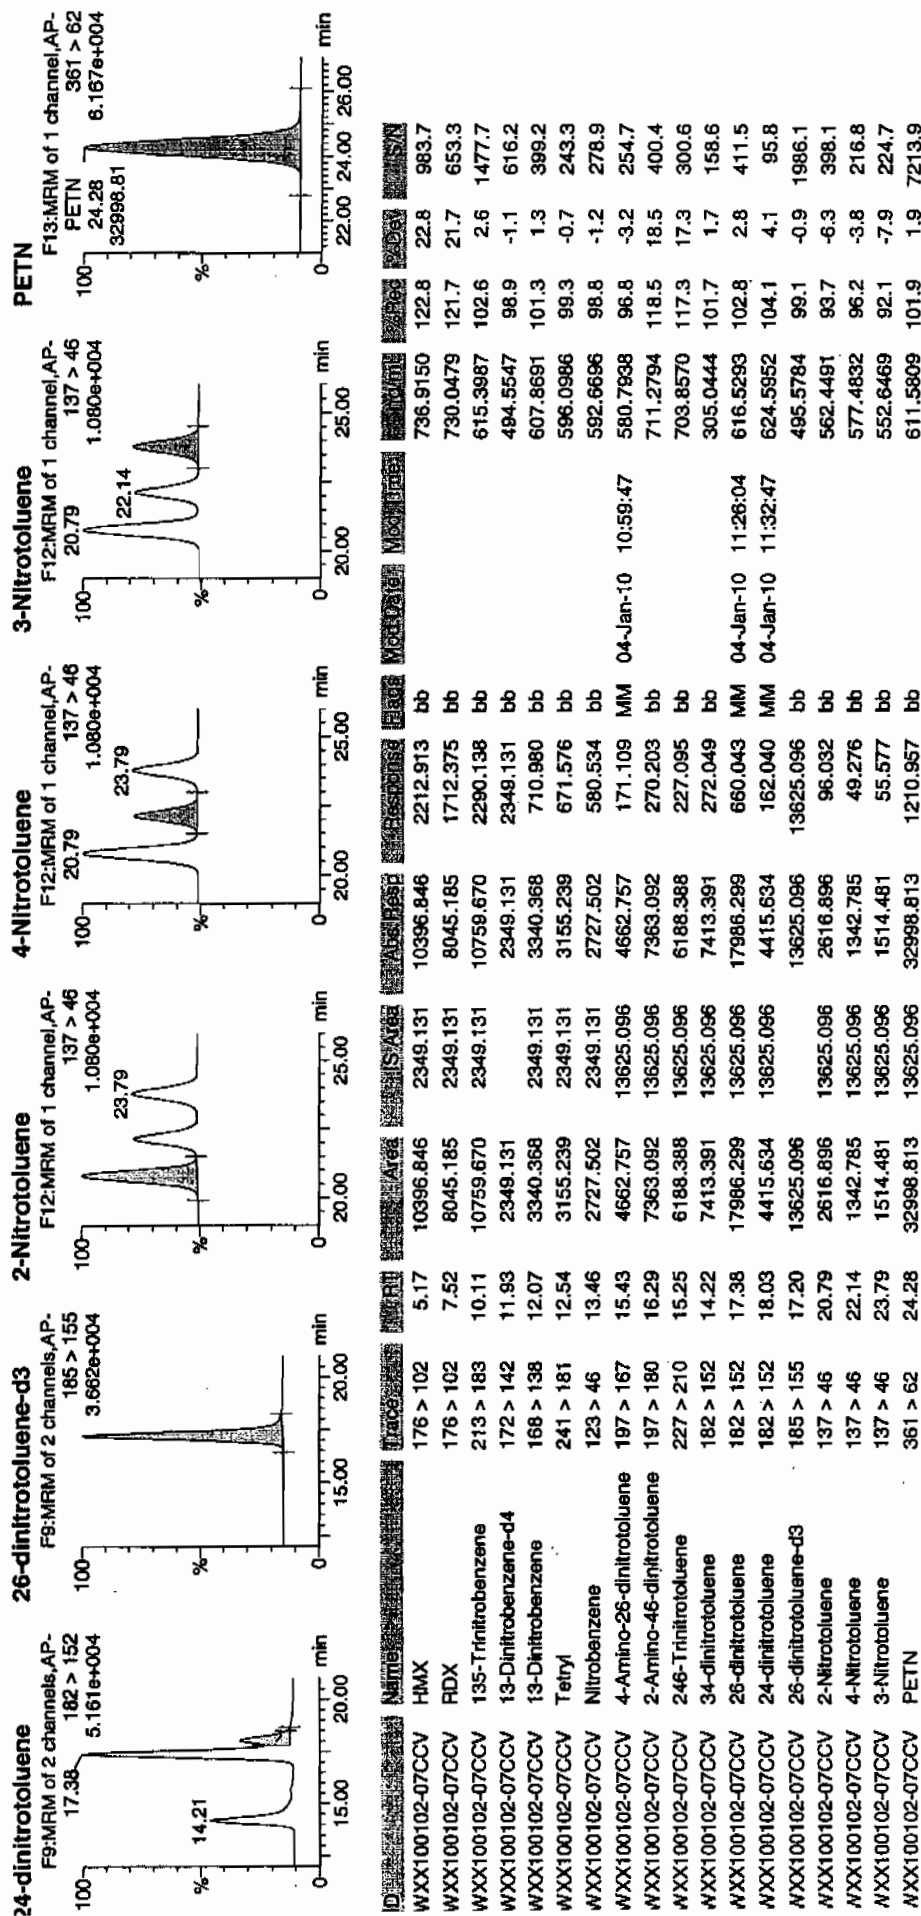 24-dinitrotoluene
F9:MRM of 2 channels,AP-
17.38 182 > 152
5.161e+004
100
%
14.21
15.00 20.00
26-dinitrotoluene-d3
F9:MRM of 2 channels,AP-
185 > 155
3.662e+004
100
%
0
15.00 20.00 min
2-Nitrotoluene
F12:MRM of 1 channel,AP-
137 > 46
1.080e+004
100
23.79
%
0
20.00 25.00 min
4-Nitrotoluene
F12:MRM of 1 channel,AP-
20.79 137 > 46
1.080e+004
100
23.79
%
0
20.00 25.00 min
3-Nitrotoluene
F12:MRM of 1 channel,AP-
20.79 137 > 46
1.080e+004
100
22.14
%
0
20.00 25.00 min
PETN
F13:MRM of 1 channel,AP-
PETN 361 > 62
24.28 6.167e+004
32998.81
100
%
0
22.00 24.00 26.00 min
ID Name Trace RT Area IS Area Abs.Resp Response Flags Mod.Date Mod.Time %Rec %Dev S/N
WXX100102-07CCV HMX 176 > 102 5.17 10396.846 2349.131 10396.846 2212.913 bb 736.9150 122.8 22.8 983.7
WXX100102-07CCV RDX 176 > 102 7.52 8045.185 2349.131 8045.185 1712.375 bb 730.0479 121.7 21.7 653.3
WXX100102-07CCV 135-Trinitrobenzene 213 > 183 10.11 10759.670 2349.131 10759.670 2290.138 bb 615.3987 102.6 2.6 1477.7
WXX100102-07CCV 13-Dinitrobenzene-d4 172 > 142 11.93 2349.131 2349.131 2349.131 bb 494.5547 98.9 -1.1 616.2
WXX100102-07CCV 13-Dinitrobenzene 168 > 138 12.07 3340.368 2349.131 3340.368 710.980 bb 607.8691 101.3 1.3 399.2
WXX100102-07CCV Tetryl 241 > 181 12.54 3155.239 2349.131 3155.239 671.576 bb 596.0986 99.3 -0.7 243.3
WXX100102-07CCV Nitrobenzene 123 > 46 13.46 2727.502 2349.131 2727.502 580.534 bb 592.6696 98.8 -1.2 278.9
WXX100102-07CCV 4-Amino-26-dinitrotoluene 197 > 167 15.43 4662.757 13625.096 4662.757 171.109 MM 04-Jan-10 10:59:47 580.7938 96.8 -3.2 254.7
WXX100102-07CCV 2-Amino-46-dinitrotoluene 197 > 180 16.29 7363.092 13625.096 7363.092 270.203 bb 711.2794 118.5 18.5 400.4
WXX100102-07CCV 246-Trinitrotoluene 227 > 210 15.25 6188.388 13625.096 6188.388 227.095 bb 703.8570 117.3 17.3 300.6
WXX100102-07CCV 34-dinitrotoluene 182 > 152 14.22 7413.391 13625.096 7413.391 272.049 bb 305.0444 101.7 1.7 158.6
WXX100102-07CCV 26-dinitrotoluene 182 > 152 17.38 17986.299 13625.096 17986.299 660.043 MM 04-Jan-10 11:26:04 616.5293 102.8 2.8 411.5
WXX100102-07CCV 24-dinitrotoluene 182 > 152 18.03 4415.634 13625.096 4415.634 162.040 MM 04-Jan-10 11:32:47 624.5952 104.1 4.1 95.8
WXX100102-07CCV 26-dinitrotoluene-d3 185 > 155 17.20 13625.096 13625.096 13625.096 bb 495.5784 99.1 -0.9 1986.1
WXX100102-07CCV 2-Nitrotoluene 137 > 46 20.79 2616.896 13625.096 2616.896 96.032 bb 562.4491 93.7 -6.3 398.1
WXX100102-07CCV 4-Nitrotoluene 137 > 46 22.14 1342.785 13625.096 1342.785 49.276 bb 577.4832 96.2 -3.8 216.8
WXX100102-07CCV 3-Nitrotoluene 137 > 46 23.79 1514.481 13625.096 1514.481 55.577 bb 552.6469 92.1 -7.9 224.7
WXX100102-07CCV PETN 361 > 62 24.28 32998.813 13625.096 32998.813 1210.957 bb 611.5809 101.9 1.9 7213.9